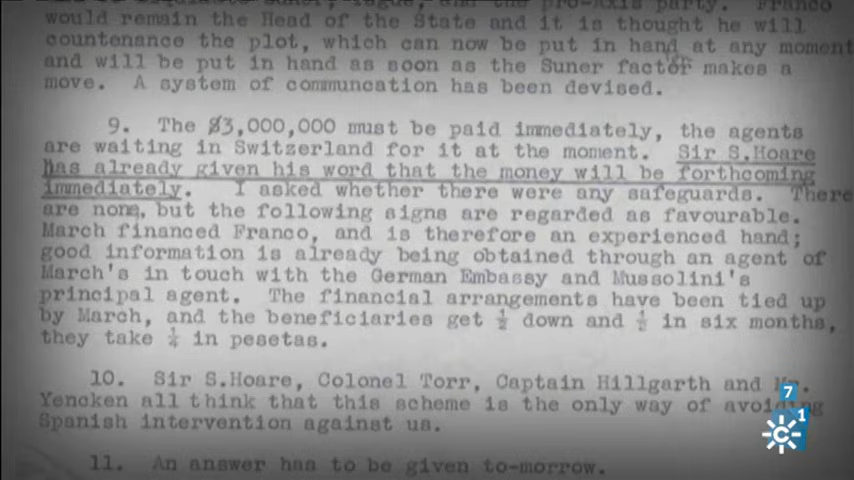 would remain the Head of the State and it is thought he will
countenance the plot, which can now be put in hand at any moment
and will be put in hand as soon as the Suner factor makes a
move. A system of communcation has been devised.
9. The $3,000,000 must be paid immediately, the agents
are waiting in Switzerland for it at the moment. Sir S.Hoare
has already given his word that the money will be forthcoming
immediately. I asked whether there were any safeguards. There
are none, but the following signs are regarded as favourable.
March financed Franco, and is therefore an experienced hand;
good information is already being obtained through an agent of
March's in touch with the German Embassy and Mussolini's
principal agent. The financial arrangements have been tied up
by March, and the beneficiaries get ½ down and ½ in six months,
they take ¼ in pesetas.
10. Sir S.Hoare, Colonel Torr, Captain Hillgarth and Mr.
Yencken all think that this scheme is the only way of avoiding
Spanish intervention against us.
11. An answer has to be given to-morrow.
7
1